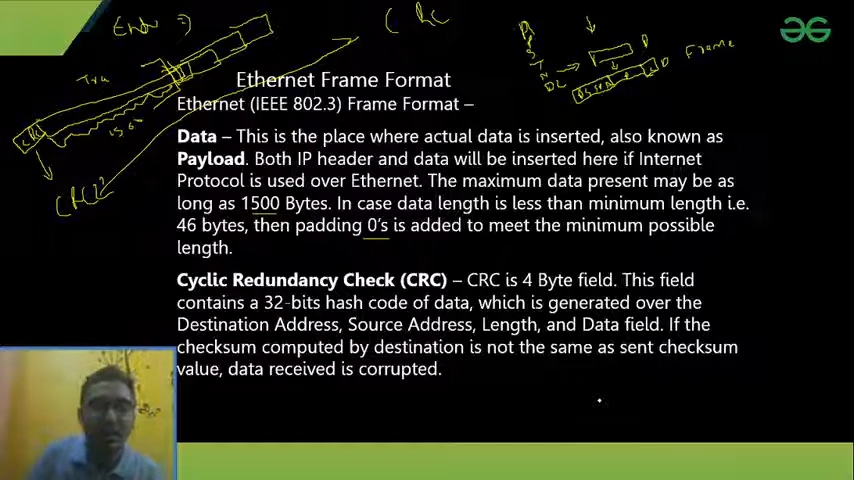 CRC
Frame
Ethernet Frame Format
Ethernet (IEEE 802.3) Frame Format –
1500
CRC
CRC
Data – This is the place where actual data is inserted, also known as
Payload. Both IP header and data will be inserted here if Internet
Protocol is used over Ethernet. The maximum data present may be as
long as 1500 Bytes. In case data length is less than minimum length i.e.
46 bytes, then padding 0's is added to meet the minimum possible
length.
Cyclic Redundancy Check (CRC) – CRC is 4 Byte field. This field
contains a 32-bits hash code of data, which is generated over the
Destination Address, Source Address, Length, and Data field. If the
checksum computed by destination is not the same as sent checksum
value, data received is corrupted.